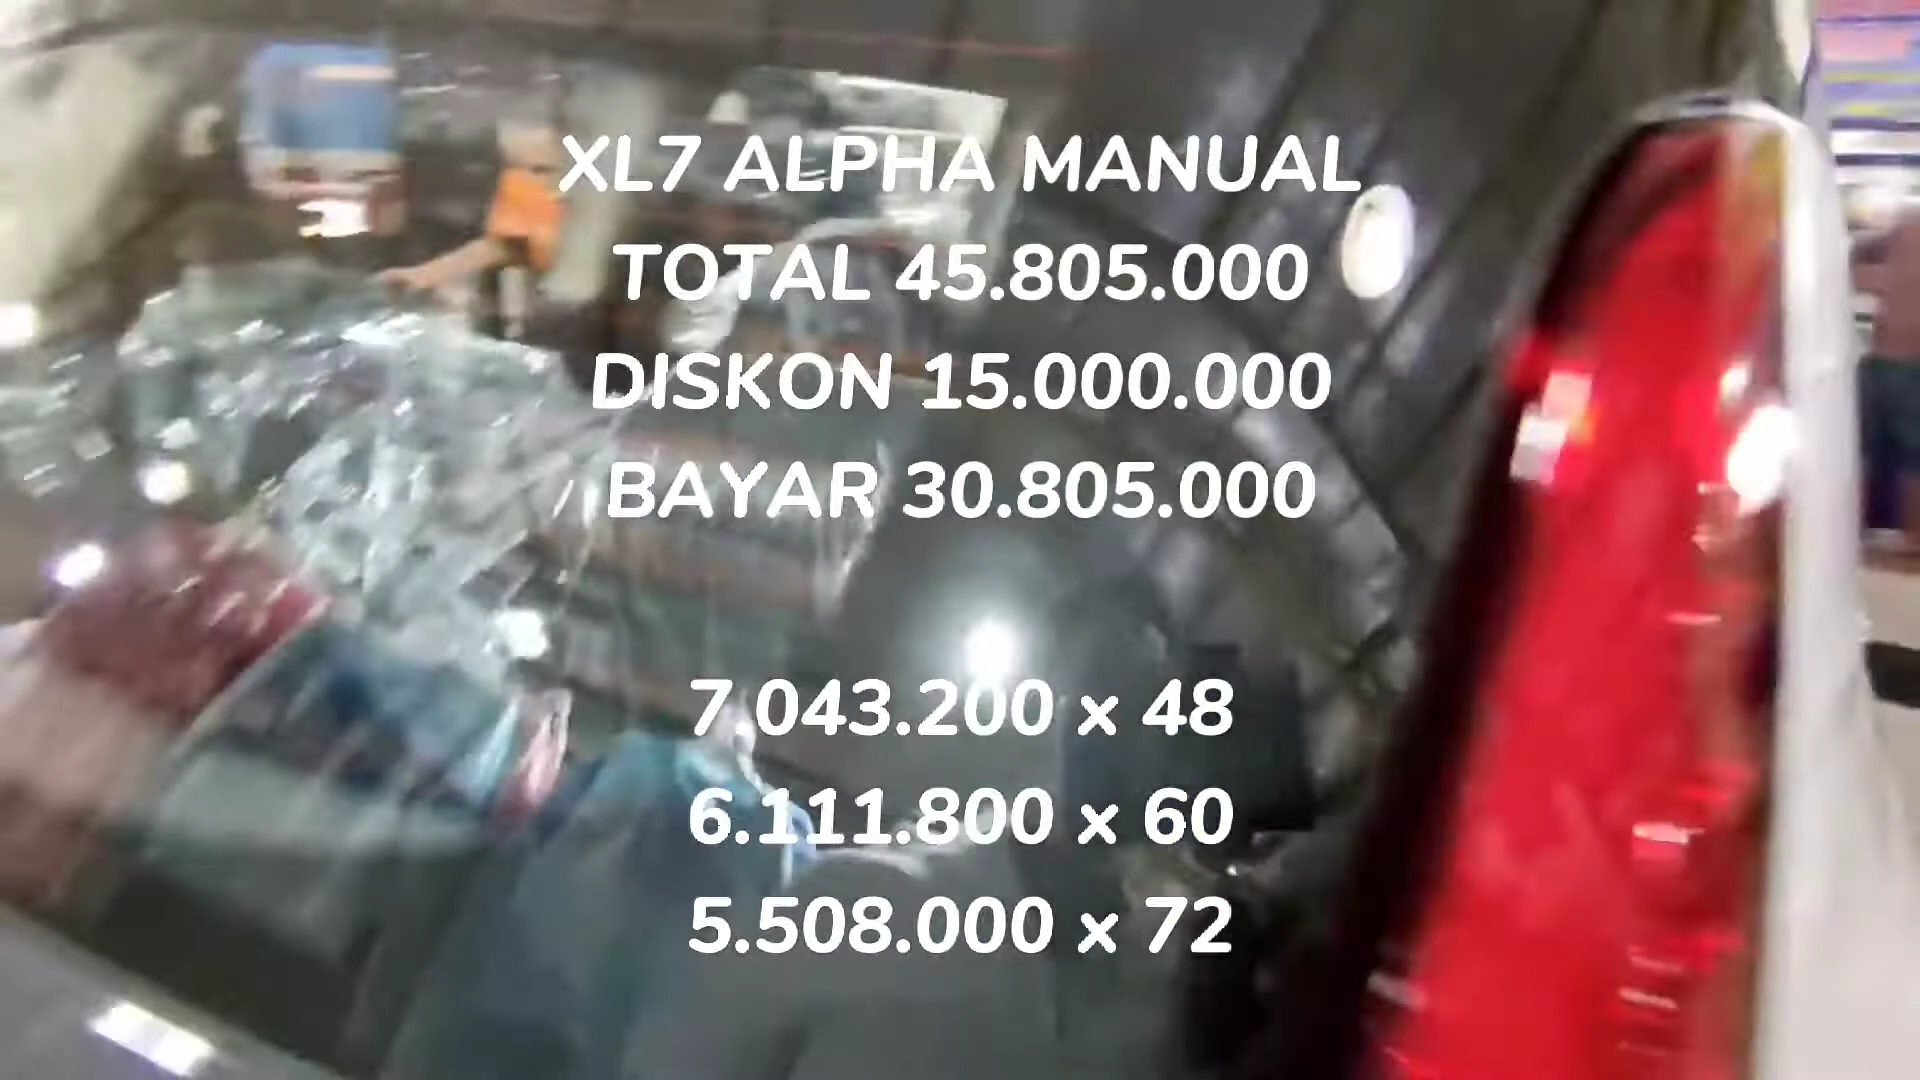 XL7 ALPHA MANUAL
TOTAL 45.805.000
DISKON 15.000.000
BAYAR 30.805.000
7.043.200 x 48
6.111.800 x 60
5.508.000 x 72